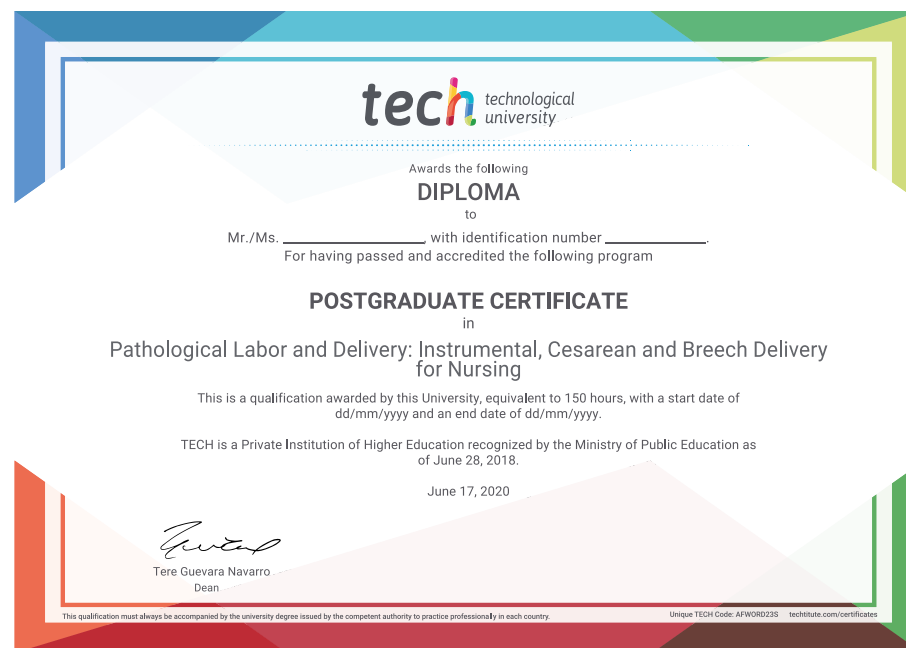 tech technological
university
Awards the following
DIPLOMA
to
Mr./Ms. ____________________, with identification number ______________.
For having passed and accredited the following program
POSTGRADUATE CERTIFICATE
in
Pathological Labor and Delivery: Instrumental, Cesarean and Breech Delivery
for Nursing
This is a qualification awarded by this University, equivalent to 150 hours, with a start date of
dd/mm/yyyy and an end date of dd/mm/yyyy.
TECH is a Private Institution of Higher Education recognized by the Ministry of Public Education as
of June 28, 2018.
June 17, 2020
Tere Guevara Navarro
Dean
This qualification must always be accompanied by the university degree issued by the competent authority to practice professionally in each country.
Unique TECH Code: AFWORD23S techtitute.com/certificates